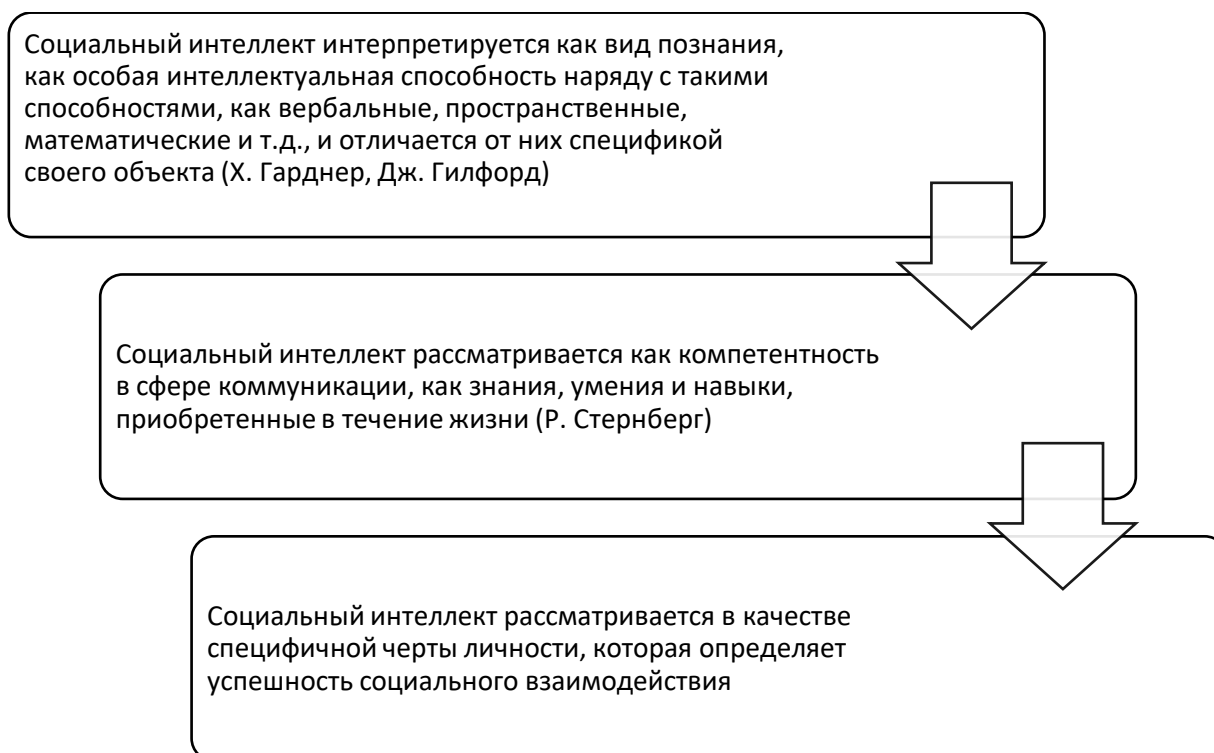 Социальный интеллект интерпретируется как вид познания,
как особая интеллектуальная способность наряду с такими
способностями, как вербальные, пространственные,
математические и т.д., и отличается от них спецификой
своего объекта (Х. Гарднер, Дж. Гилфорд)
Социальный интеллект рассматривается как компетентность
в сфере коммуникации, как знания, умения и навыки,
приобретенные в течение жизни (Р. Стернберг)
Социальный интеллект рассматривается в качестве
специфичной черты личности, которая определяет
успешность социального взаимодействия